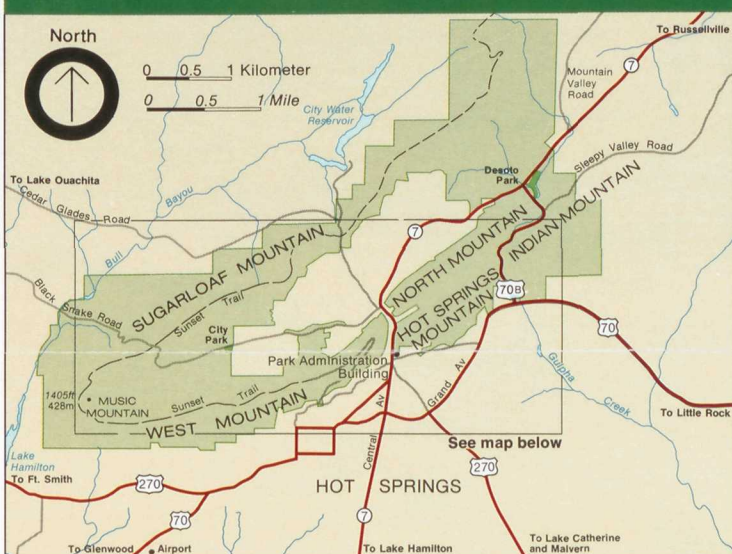 North
0 0.5 1 Kilometer
0 0.5 1 Mile
City Water
Reservoir
To Russellville
7
Mountain
Valley
Road
Sleepy Valley Road
Desoto
Park
To Lake Ouachita
Cedar Glades Road
Bull Bayou
7
NORTH MOUNTAIN
INDIAN MOUNTAIN
SUGARLOAF MOUNTAIN
HOT SPRINGS
MOUNTAIN
70B
Black Snake Road
Sunset Trail
City
Park
70
Park Administration
Building
Gulpha Creek
1405ft
428m
MUSIC
MOUNTAIN
Sunset Trail
WEST MOUNTAIN
Grand Av
Central Av
To Little Rock
See map below
Lake
Hamilton
To Ft. Smith
270
270
HOT SPRINGS
70
7
To Glenwood
Airport
To Lake Hamilton
To Lake Catherine
and Malvern